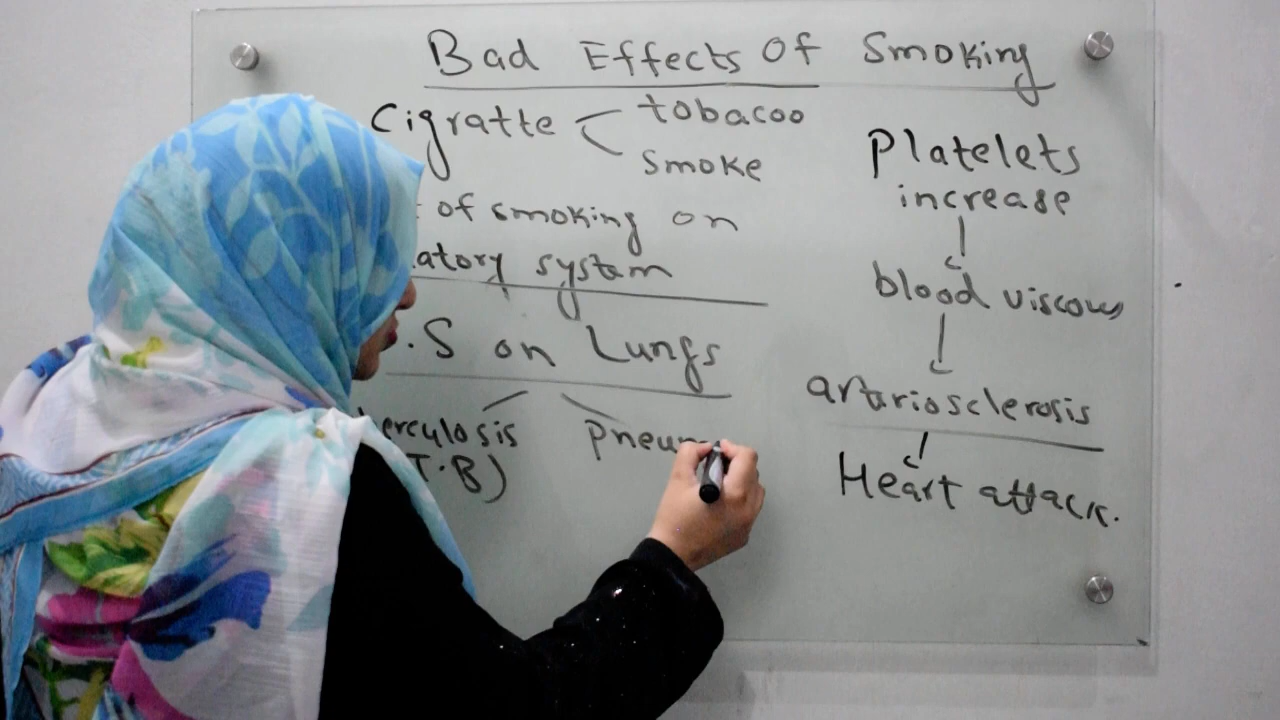 Bad Effects Of Smoking
Cigratte
tobacoo
Smoke
of smoking on
atory system
.S on Lungs
erculosis
T.B)
Pneu
Platelets
increase
blood viscous
artariosclerosis
Heart attack.